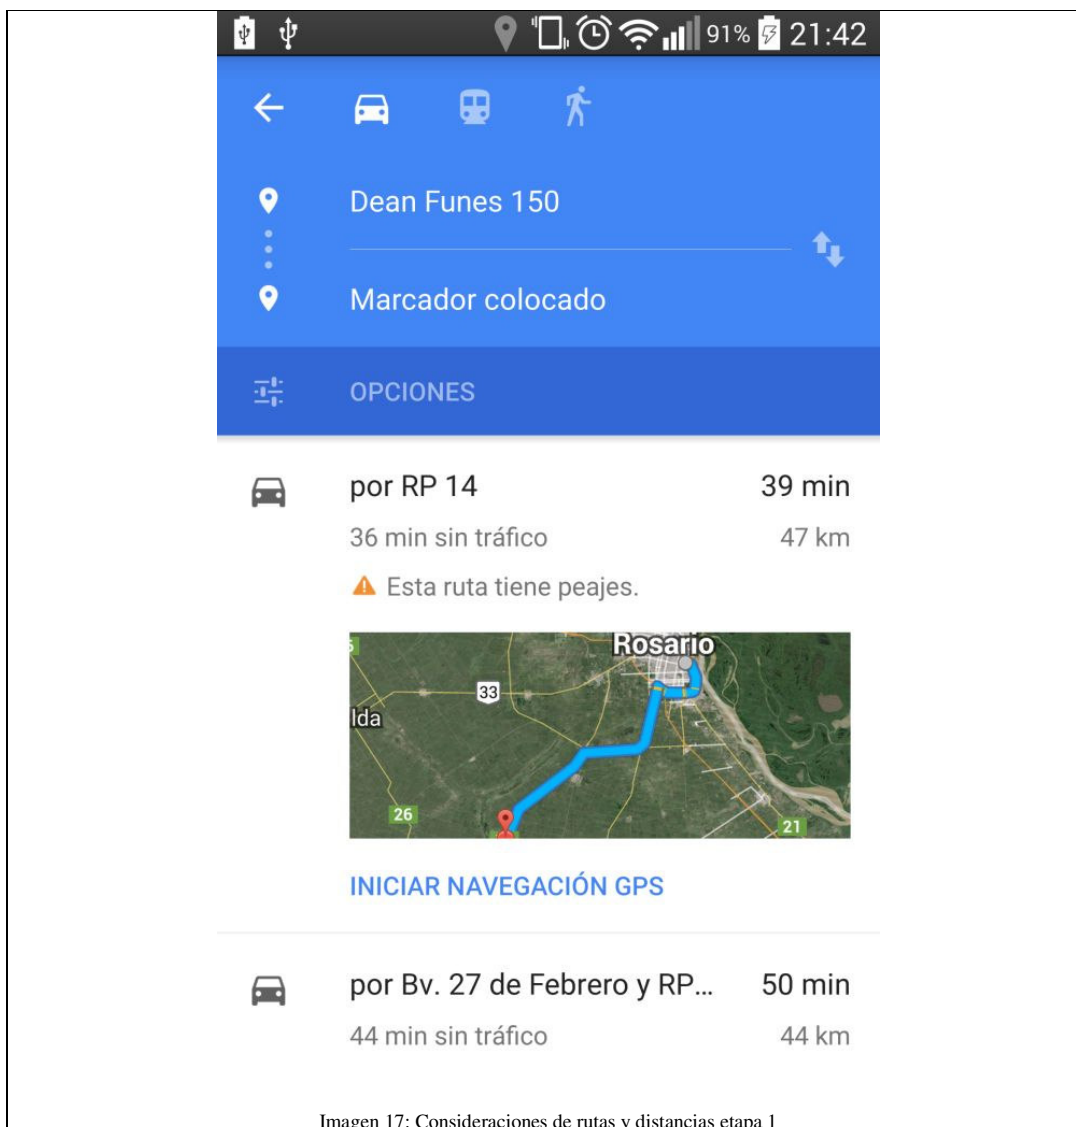 91% 21:42
Dean Funes 150
Marcador colocado
OPCIONES
por RP 14 39 min
36 min sin tráfico 47 km
Esta ruta tiene peajes.
Rosario
33
lda
26
21
INICIAR NAVEGACIÓN GPS
por Bv. 27 de Febrero y RP... 50 min
44 min sin tráfico 44 km
Imagen 17: Consideraciones de rutas y distancias etapa 1